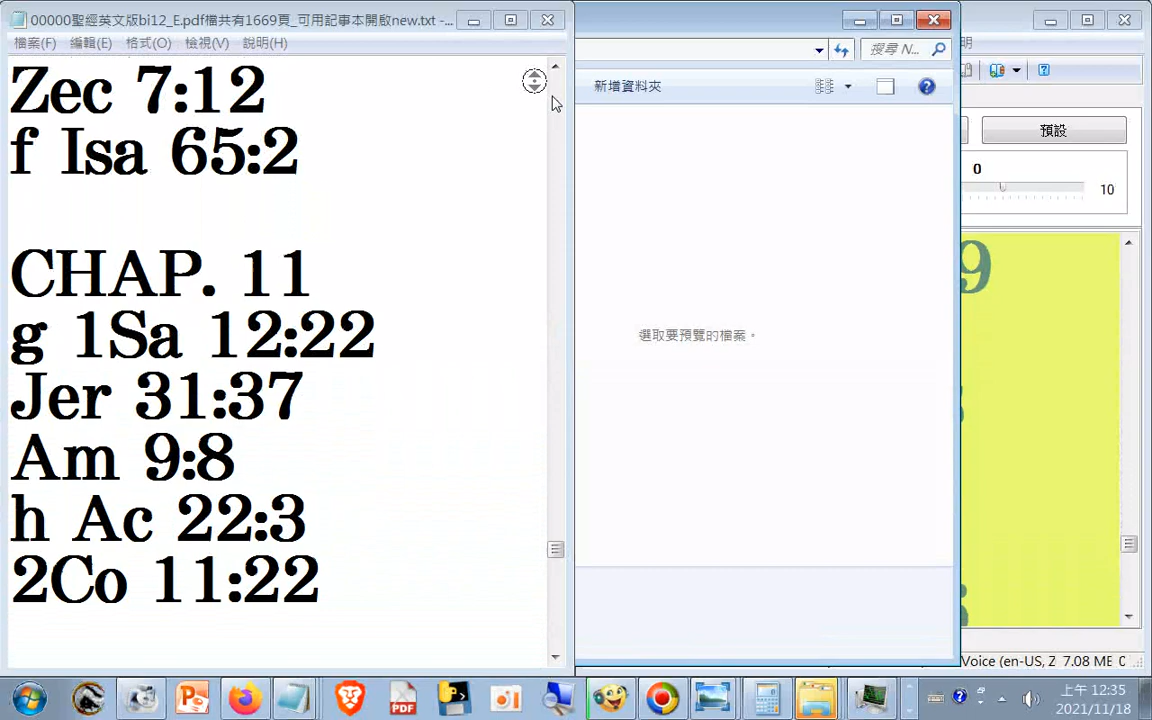 00000聖經英文版bi12_E.pdf檔共有1669頁_可用記事本開啟new.txt -...
檔案(F) 編輯(E) 格式(O) 檢視(V) 說明(H)
Zec 7:12
f Isa 65:2
CHAP. 11
g 1Sa 12:22
Jer 31:37
Am 9:8
h Ac 22:3
2Co 11:22
搜尋 N...
新增資料夾
選取要預覽的檔案。
明
預設
0
10
9
Voice (en-US, Z 7.08 MB
上午 12:35
2021/11/18